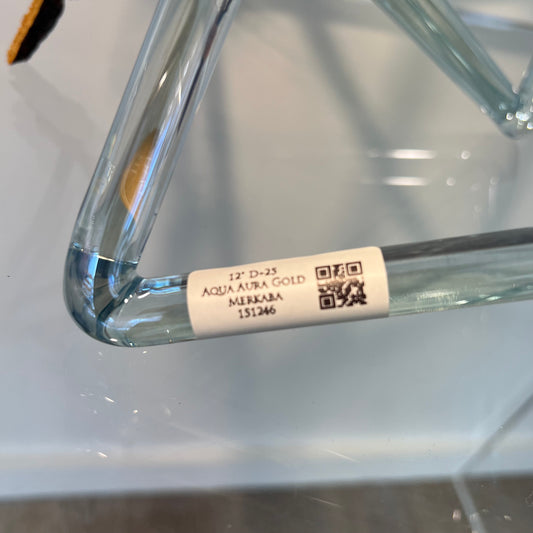 12" D-25
AQUA AURA GOLD
MERKABA
151246